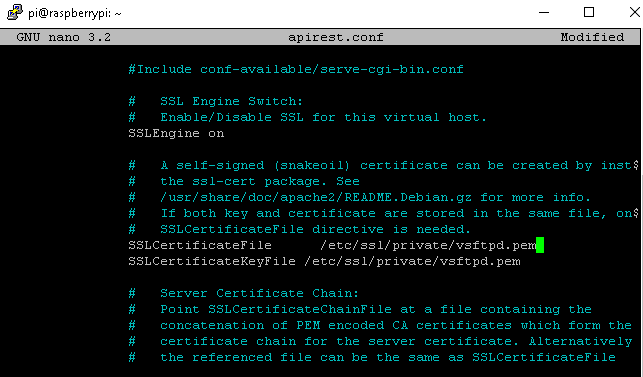 pi@raspberrypi: ~
GNU nano 3.2 apirest.conf Modified
#Include conf-available/serve-cgi-bin.conf
# SSL Engine Switch:
# Enable/Disable SSL for this virtual host.
SSLEngine on
# A self-signed (snakeoil) certificate can be created by inst$
# the ssl-cert package. See
# /usr/share/doc/apache2/README.Debian.gz for more info.
# If both key and certificate are stored in the same file, on$
# SSLCertificateFile directive is needed.
SSLCertificateFile /etc/ssl/private/vsftpd.pem
SSLCertificateKeyFile /etc/ssl/private/vsftpd.pem
# Server Certificate Chain:
# Point SSLCertificateChainFile at a file containing the
# concatenation of PEM encoded CA certificates which form the
# certificate chain for the server certificate. Alternatively
# the referenced file can be the same as SSLCertificateFile